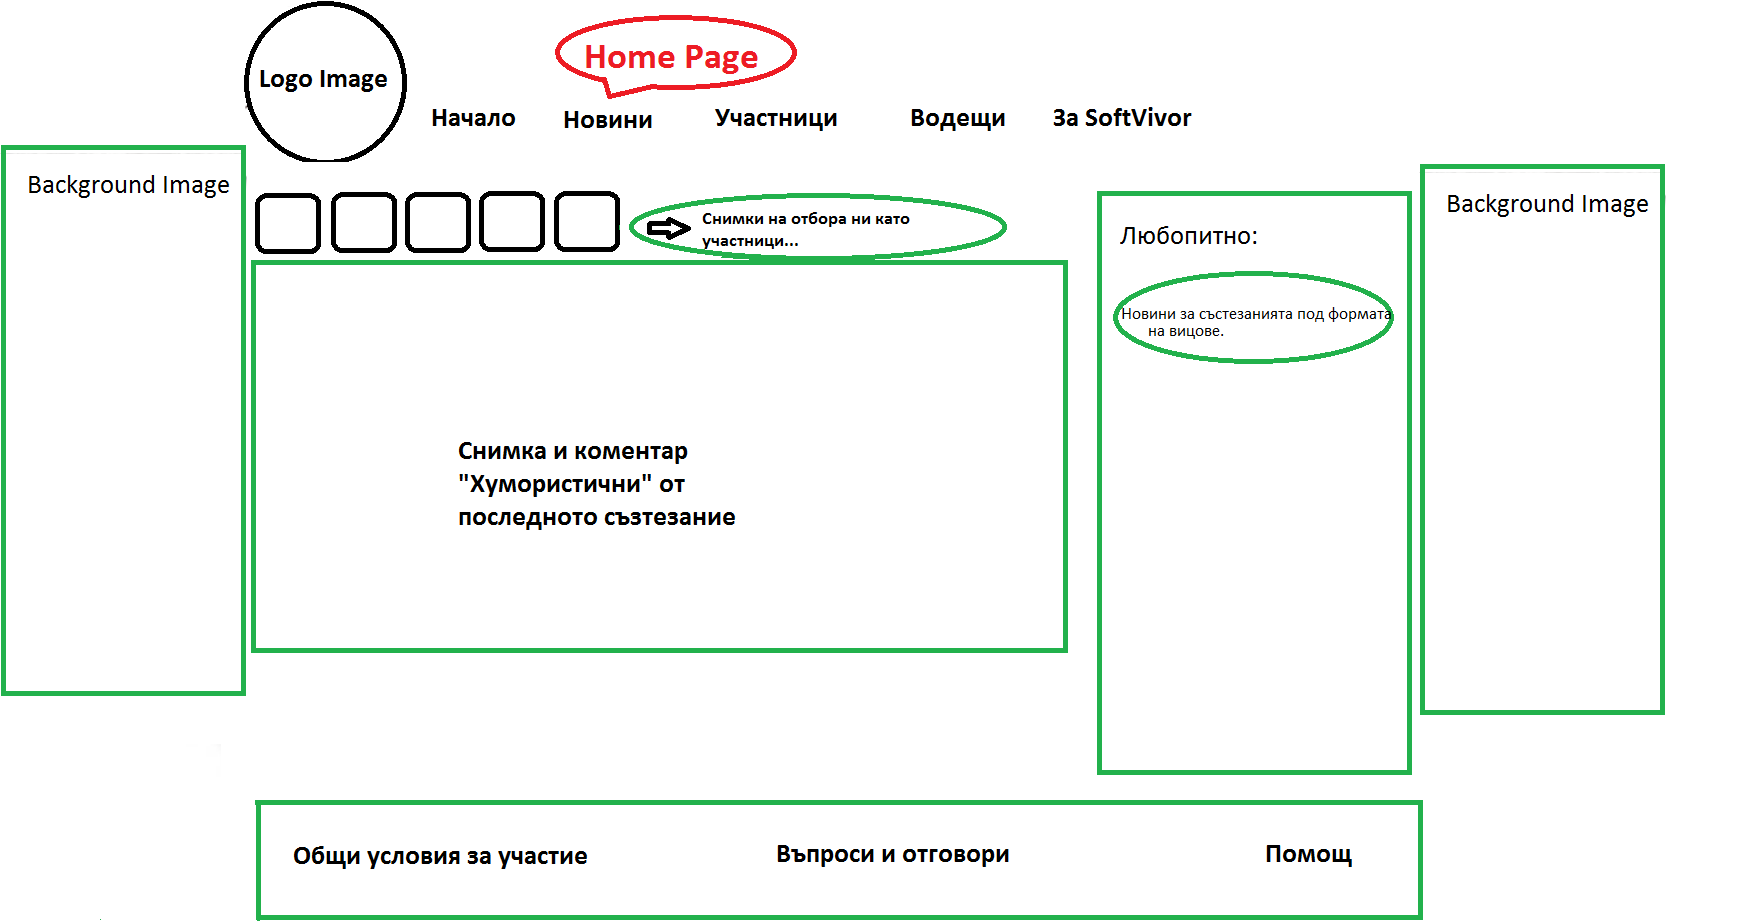 Home Page
Logo Image
Начало
Новини
Участници
Водещи
За SoftVivor
Background Image
Background Image
Снимки на отбора ни като
участници...
Любопитно:
Новини за състезанията под формата
на вицове.
Снимка и коментар
"Хумористични" от
последното съзтезание
Общи условия за участие
Въпроси и отговори
Помощ